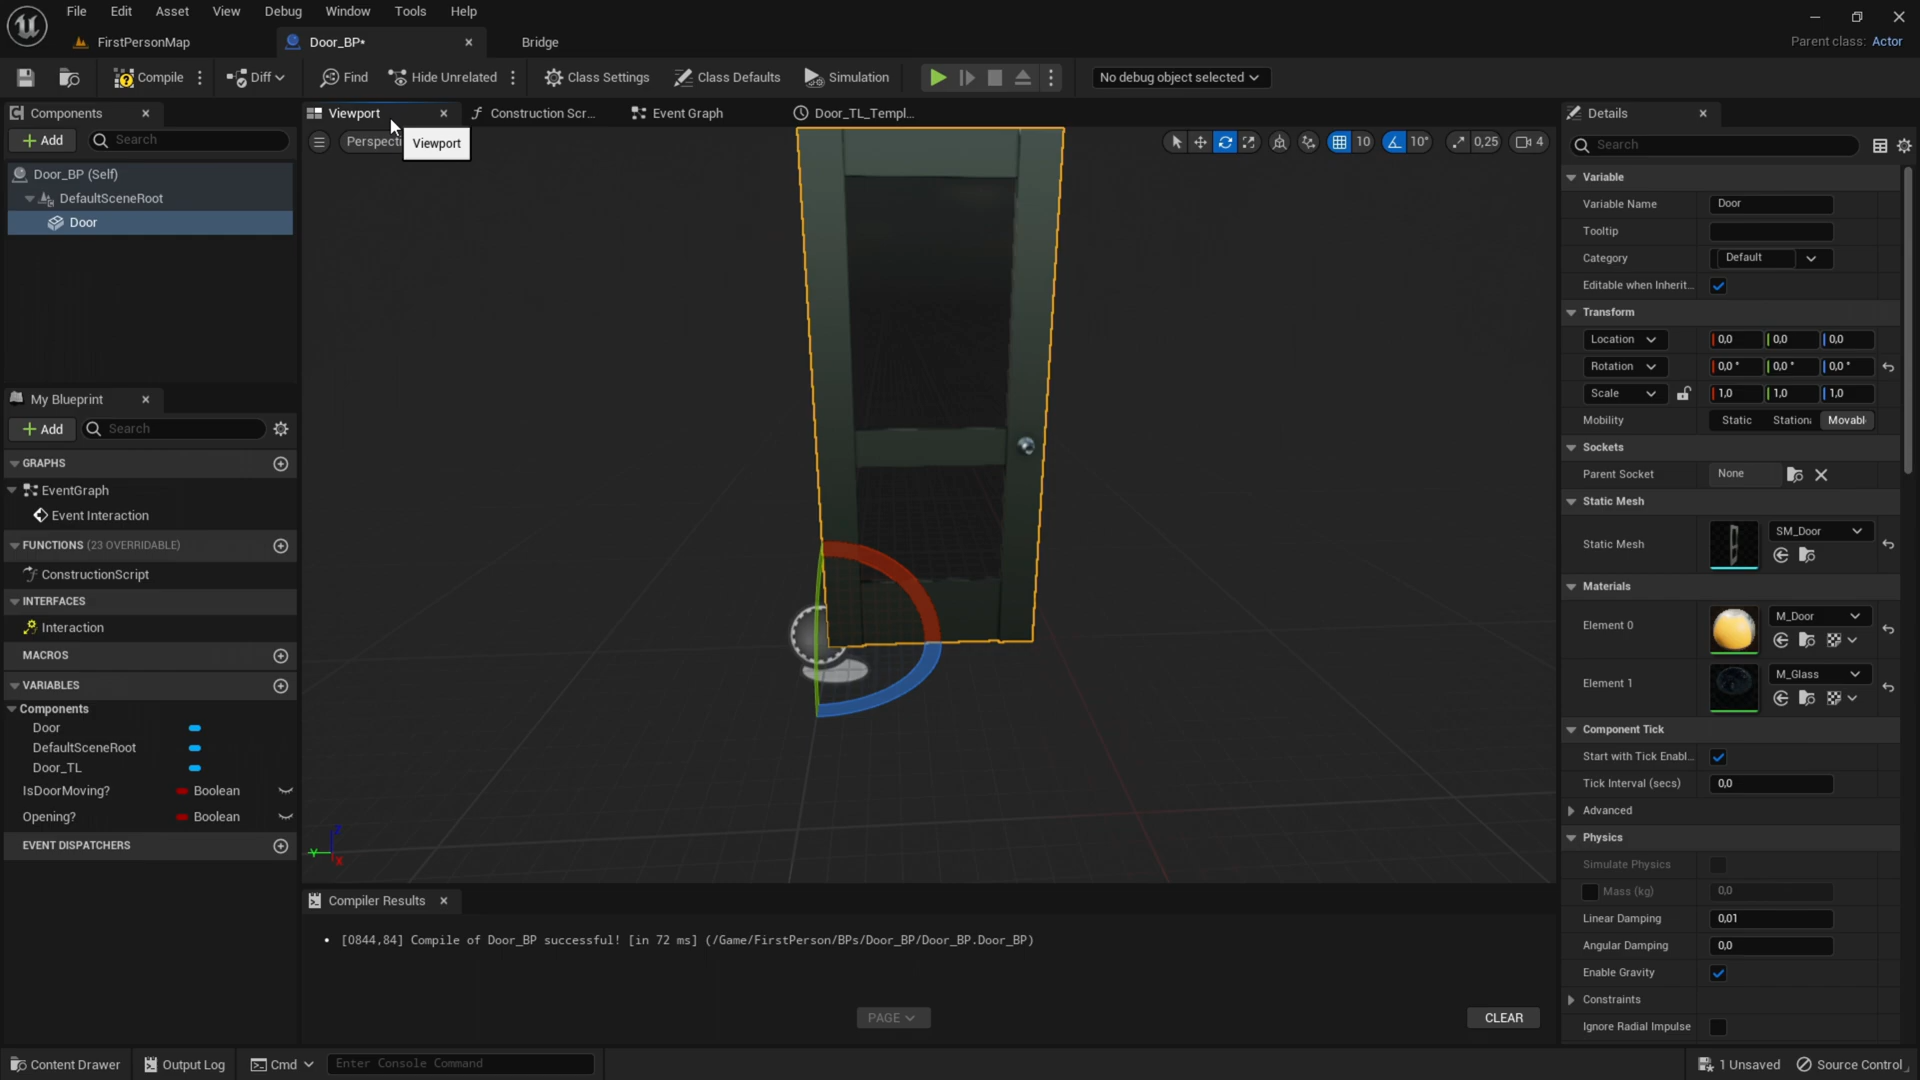 File Edit Asset View Debug Window Tools Help
FirstPersonMap Door_BP* Bridge Parent class: Actor
Compile Diff Find Hide Unrelated Class Settings Class Defaults Simulation No debug object selected
Components
Add Search
Door_BP (Self)
DefaultSceneRoot
Door
My Blueprint
Add Search
GRAPHS
EventGraph
Event Interaction
FUNCTIONS (23 OVERRIDABLE)
ConstructionScript
INTERFACES
Interaction
MACROS
VARIABLES
Components
Door
DefaultSceneRoot
Door_TL
IsDoorMoving? Boolean
Opening? Boolean
EVENT DISPATCHERS
Viewport Construction Scr... Event Graph Door_TL_Templ...
Perspecti Viewport 10 10° 0,25 4
Z
Y
X
Compiler Results
• [0844,84] Compile of Door_BP successful! [in 72 ms] (/Game/FirstPerson/BPs/Door_BP/Door_BP.Door_BP)
PAGE CLEAR
Details
Search
Variable
Variable Name Door
Tooltip
Category Default
Editable when Inherit...
Transform
Location 0,0 0,0 0,0
Rotation 0,0 ° 0,0 ° 0,0 °
Scale 1,0 1,0 1,0
Mobility Static Station Movabl
Sockets
Parent Socket None
Static Mesh
Static Mesh SM_Door
Materials
Element 0 M_Door
Element 1 M_Glass
Component Tick
Start with Tick Enabl...
Tick Interval (secs) 0,0
Advanced
Physics
Simulate Physics
Mass (kg) 0,0
Linear Damping 0,01
Angular Damping 0,0
Enable Gravity
Constraints
Ignore Radial Impulse
Content Drawer Output Log Cmd Enter Console Command 1 Unsaved Source Control